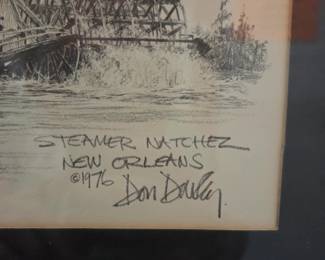 STEAMER NATCHEZ
NEW ORLEANS
©1976 Don Davey